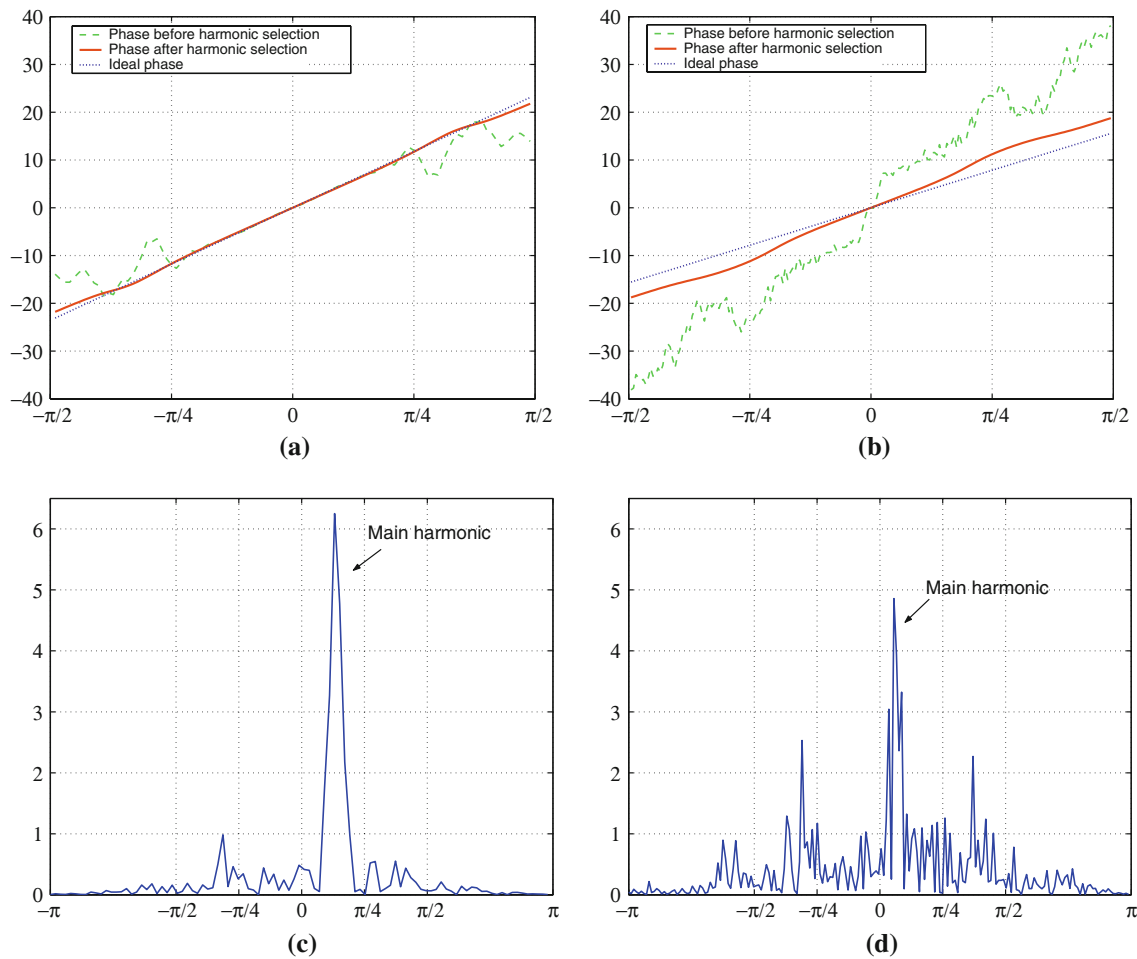 Phase before harmonic selection
Phase after harmonic selection
Ideal phase
40
30
20
10
0
−10
−20
−30
−40
−π/2
−π/4
0
π/4
π/2
(a)
Phase before harmonic selection
Phase after harmonic selection
Ideal phase
40
30
20
10
0
−10
−20
−30
−40
−π/2
−π/4
0
π/4
π/2
(b)
Main harmonic
6
5
4
3
2
1
0
−π
−π/2
−π/4
0
π/4
π/2
π
(c)
Main harmonic
6
5
4
3
2
1
0
−π
−π/2
−π/4
0
π/4
π/2
π
(d)